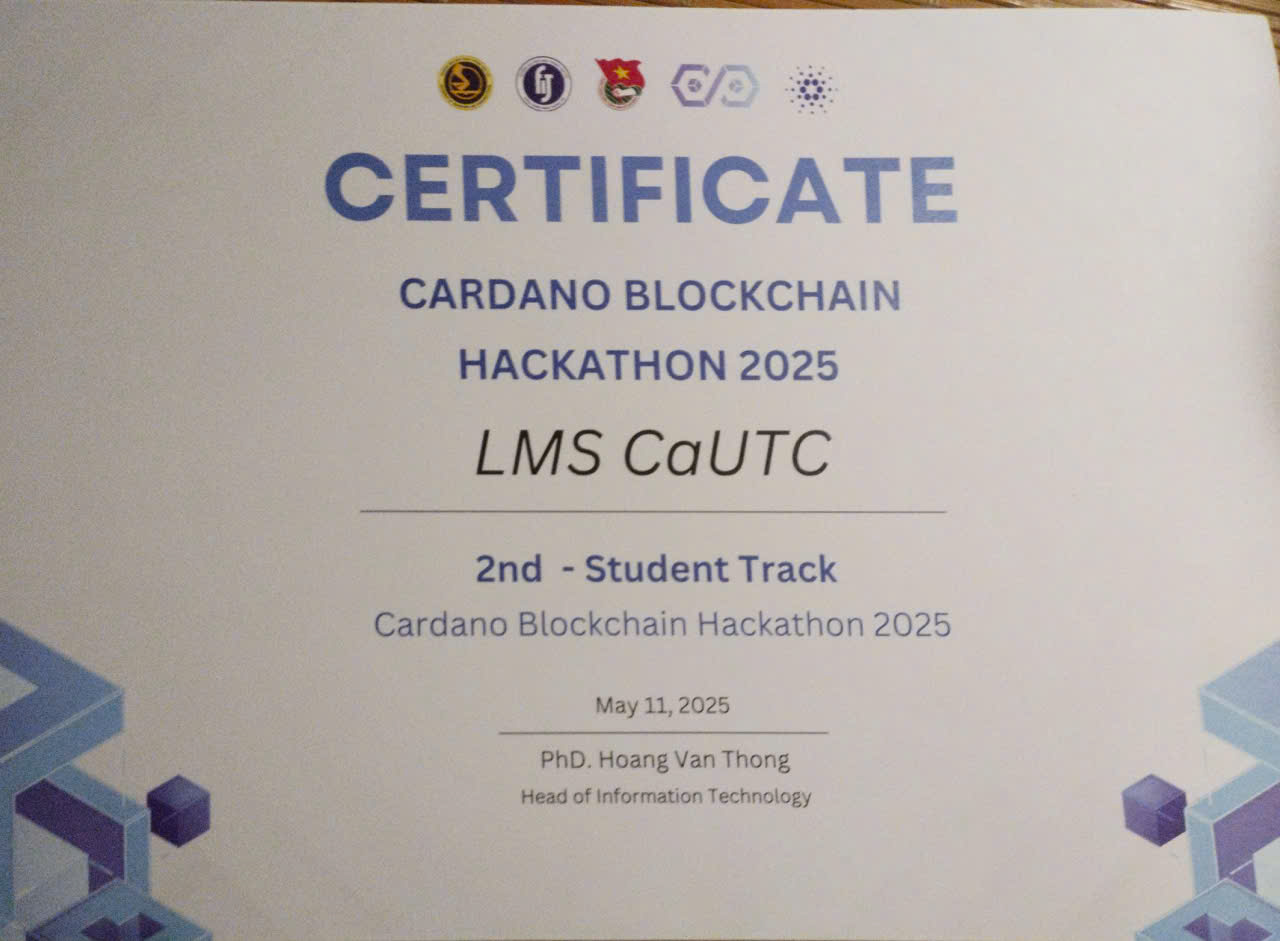 CERTIFICATE
CARDANO BLOCKCHAIN
HACKATHON 2025
LMS CaUTC
2nd - Student Track
Cardano Blockchain Hackathon 2025
May 11, 2025
PhD. Hoang Van Thong
Head of Information Technology